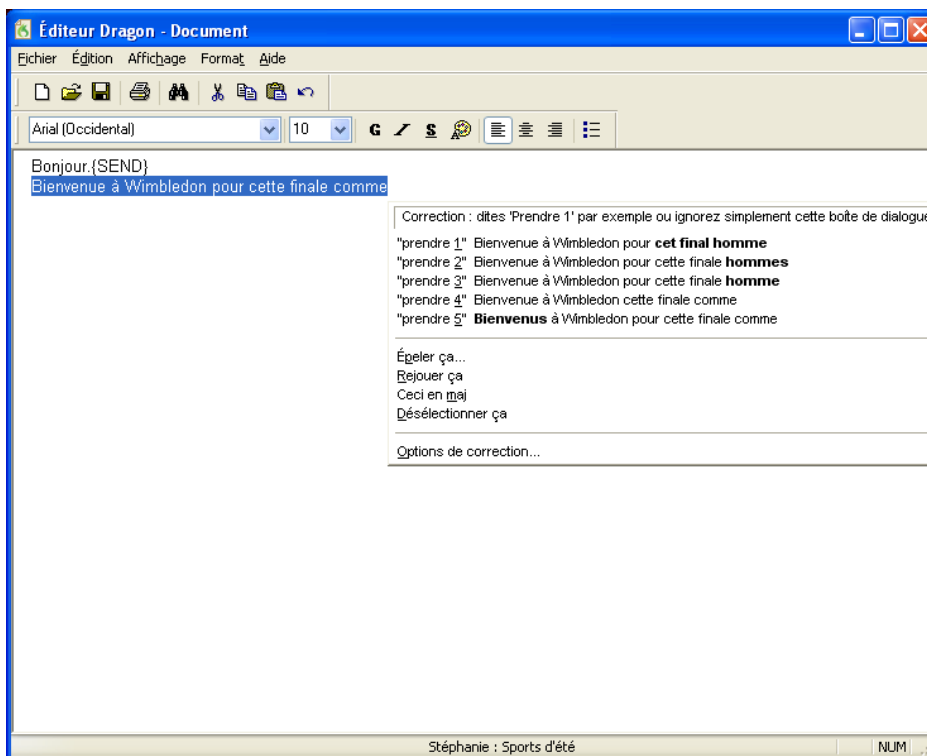 Éditeur Dragon - Document
Fichier Édition Affichage Format Aide
Arial (Occidental) 10 G I S A
Bonjour.{SEND}
Bienvenue à Wimbledon pour cette finale comme
Correction : dites 'Prendre 1' par exemple ou ignorez simplement cette boîte de dialogue
"prendre 1" Bienvenue à Wimbledon pour cet final homme
"prendre 2" Bienvenue à Wimbledon pour cette finale hommes
"prendre 3" Bienvenue à Wimbledon pour cette finale homme
"prendre 4" Bienvenue à Wimbledon cette finale comme
"prendre 5" Bienvenus à Wimbledon pour cette finale comme
Épeler ça...
Rejouer ça
Ceci en maj
Désélectionner ça
Options de correction...
Stéphanie : Sports d'été NUM